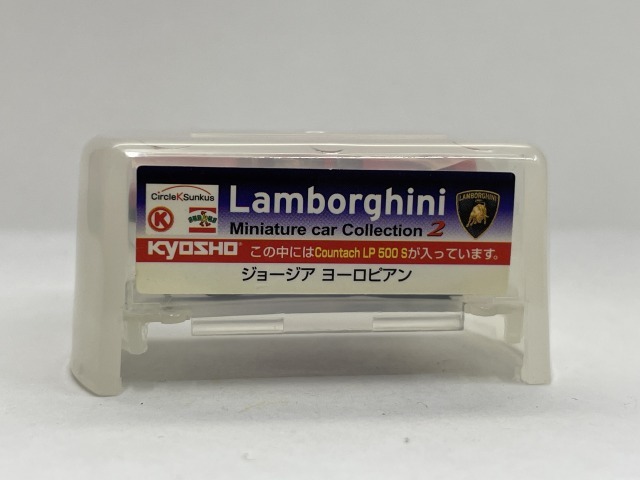 CircleKSunkus
Lamborghini
LAMBORGHINI
K
Miniature car Collection 2
KYOSHO この中にはCountach LP 500 Sが入っています。
ジョージア ヨーロピアン